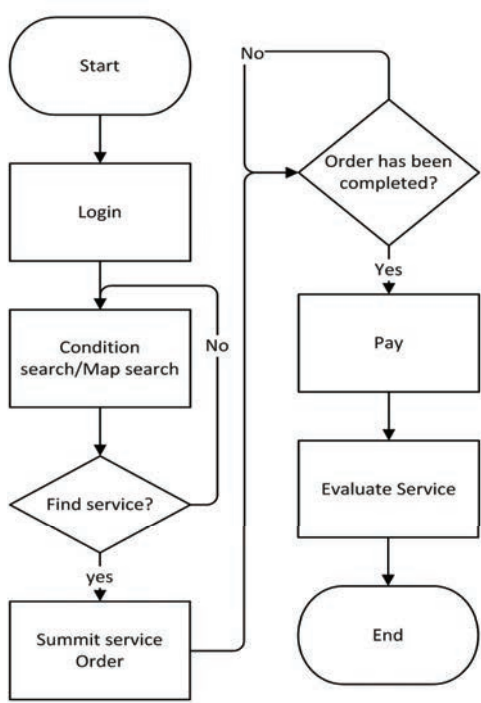 Start
Login
Condition
search/Map search
No
Find service?
yes
Summit service
Order
No
Order has been
completed?
Yes
Pay
Evaluate Service
End